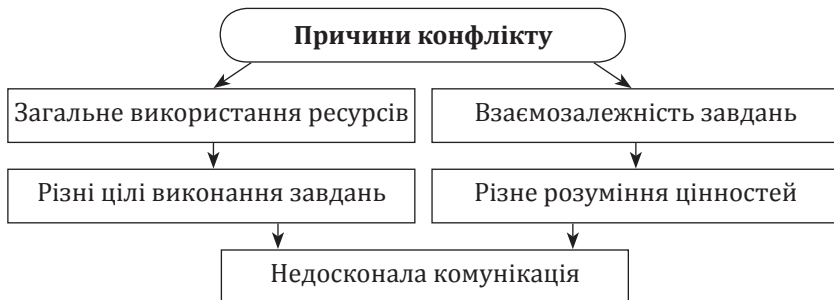 Причини конфлікту
Загальне використання ресурсів
Взаємозалежність завдань
Різні цілі виконання завдань
Різне розуміння цінностей
Недосконала комунікація